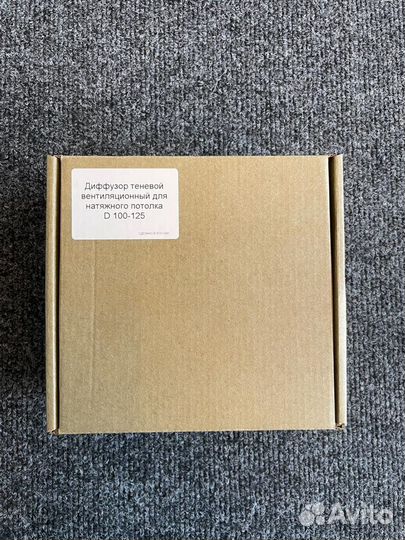 Диффузор теневой
вентиляционный для
натяжного потолка
D 100-125
Avito